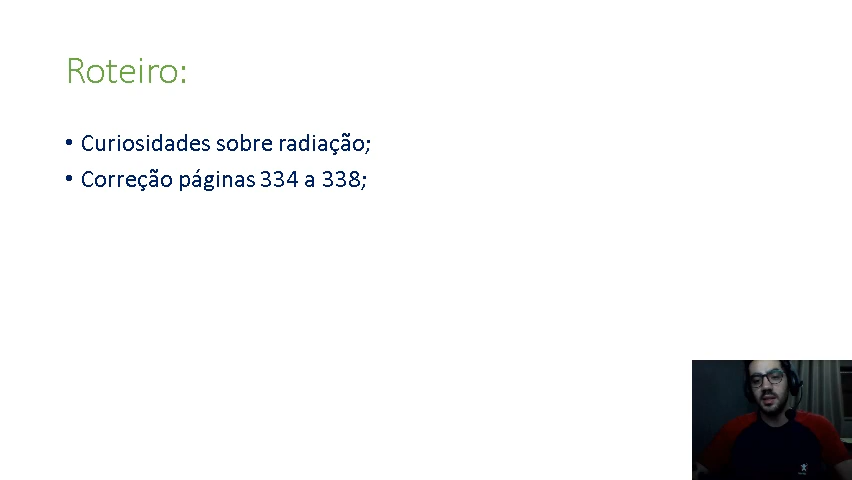 Roteiro:
• Curiosidades sobre radiação;
• Correção páginas 334 a 338;